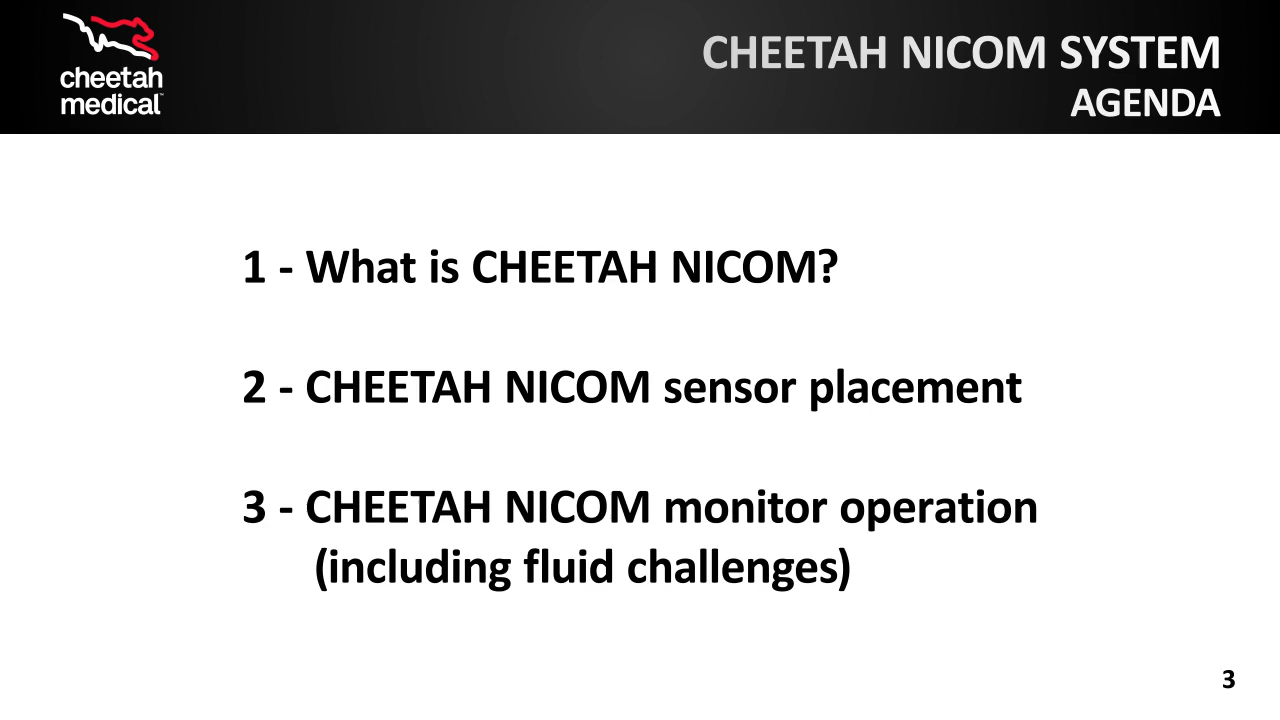 cheetah
medical™
CHEETAH NICOM SYSTEM
AGENDA
1 - What is CHEETAH NICOM?
2 - CHEETAH NICOM sensor placement
3 - CHEETAH NICOM monitor operation
(including fluid challenges)
3